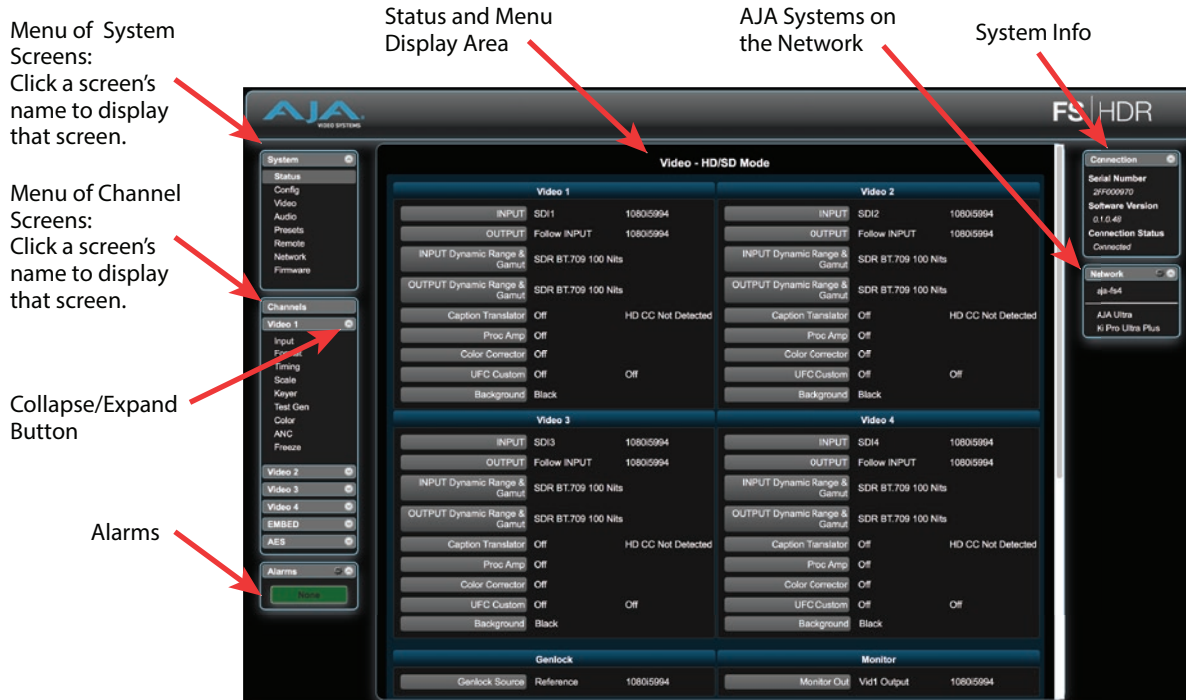 Menu of System
Screens:
Click a screen's
name to display
that screen.
Status and Menu
Display Area
AJA Systems on
the Network
System Info
Menu of Channel
Screens:
Click a screen's
name to display
that screen.
Collapse/Expand
Button
Alarms
AJA
VIDEO SYSTEMS
FS|HDR
System
Status
Config
Video
Audio
Presets
Remote
Network
Firmware
Channels
Video 1
Input
Format
Timing
Scale
Keyer
Test Gen
Color
ANC
Freeze
Video 2
Video 3
Video 4
EMBED
AES
Alarms
None
Video - HD/SD Mode
Video 1
INPUT SDI1 1080i5994
OUTPUT Follow INPUT 1080i5994
INPUT Dynamic Range &
Gamut SDR BT.709 100 Nits
OUTPUT Dynamic Range &
Gamut SDR BT.709 100 Nits
Caption Translator Off HD CC Not Detected
Proc Amp Off
Color Corrector Off
UFC Custom Off Off
Background Black
Video 2
INPUT SDI2 1080i5994
OUTPUT Follow INPUT 1080i5994
INPUT Dynamic Range &
Gamut SDR BT.709 100 Nits
OUTPUT Dynamic Range &
Gamut SDR BT.709 100 Nits
Caption Translator Off HD CC Not Detected
Proc Amp Off
Color Corrector Off
UFC Custom Off Off
Background Black
Video 3
INPUT SDI3 1080i5994
OUTPUT Follow INPUT 1080i5994
INPUT Dynamic Range &
Gamut SDR BT.709 100 Nits
OUTPUT Dynamic Range &
Gamut SDR BT.709 100 Nits
Caption Translator Off HD CC Not Detected
Proc Amp Off
Color Corrector Off
UFC Custom Off Off
Background Black
Video 4
INPUT SDI4 1080i5994
OUTPUT Follow INPUT 1080i5994
INPUT Dynamic Range &
Gamut SDR BT.709 100 Nits
OUTPUT Dynamic Range &
Gamut SDR BT.709 100 Nits
Caption Translator Off HD CC Not Detected
Proc Amp Off
Color Corrector Off
UFC Custom Off Off
Background Black
Genlock
Genlock Source Reference 1080i5994
Monitor
Monitor Out Vid1 Output 1080i5994
Connection
Serial Number
2FF000970
Software Version
0.1.0.48
Connection Status
Connected
Network
aja-fs4
AJA Ultra
Ki Pro Ultra Plus